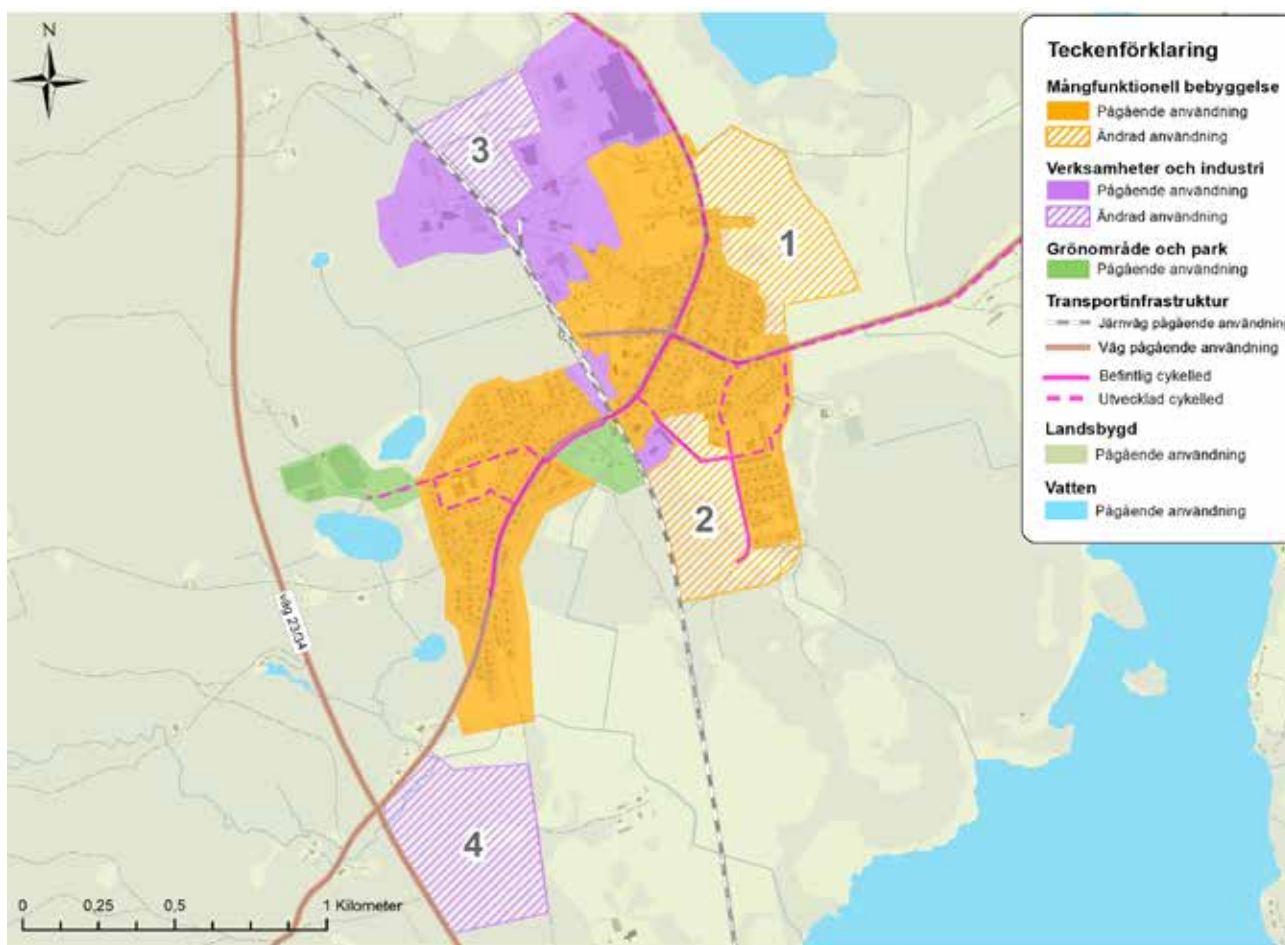 N
Teckenförklaring
Mångfunktionell bebyggelse
Pågående användning
Ändrad användning
Verksamheter och industri
Pågående användning
Ändrad användning
Grönområde och park
Pågående användning
Transportinfrastruktur
Järnväg pågående användning
Väg pågående användning
Befintlig cykelled
Utvecklad cykelled
Landsbygd
Pågående användning
Vatten
Pågående användning
3
1
2
väg 23/34
4
0 0,25 0,5 1 Kilometer